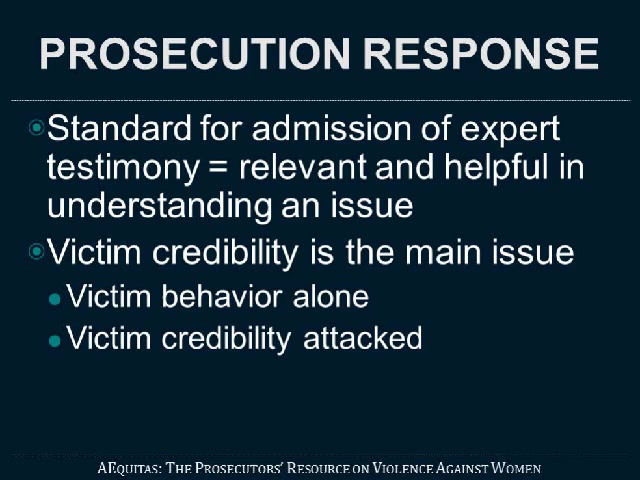 PROSECUTION RESPONSE
Standard for admission of expert
testimony = relevant and helpful in
understanding an issue
Victim credibility is the main issue
Victim behavior alone
Victim credibility attacked
AEQUITAS: THE PROSECUTORS' RESOURCE ON VIOLENCE AGAINST WOMEN